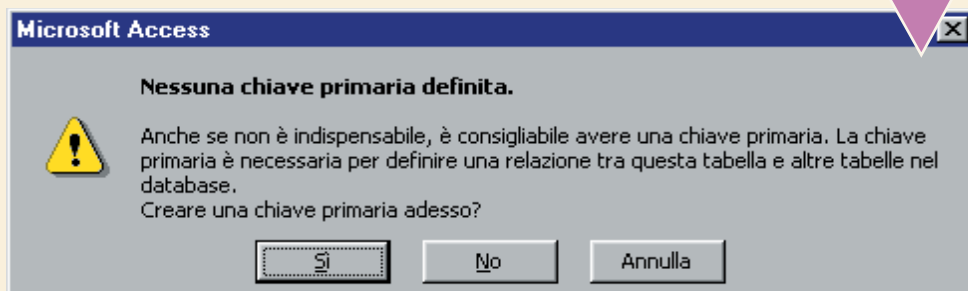 Microsoft Access
Nessuna chiave primaria definita.
Anche se non è indispensabile, è consigliabile avere una chiave primaria. La chiave
primaria è necessaria per definire una relazione tra questa tabella e altre tabelle nel
database.
Creare una chiave primaria adesso?
Sì No Annulla